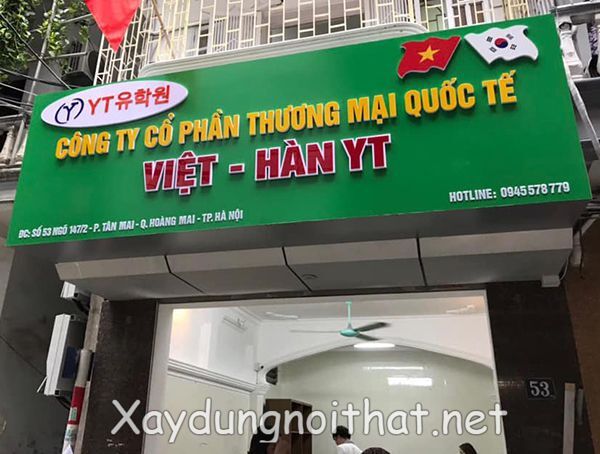 YT유학원
CÔNG TY CỔ PHẦN THƯƠNG MẠI QUỐC TẾ
VIỆT - HÀN YT
HOTLINE: 0945 578 779
ĐC: SỐ 53 NGÕ 147/2 - P. TÂN MAI - Q. HOÀNG MAI - TP. HÀ NỘI
53
Xaydungnoithat.net